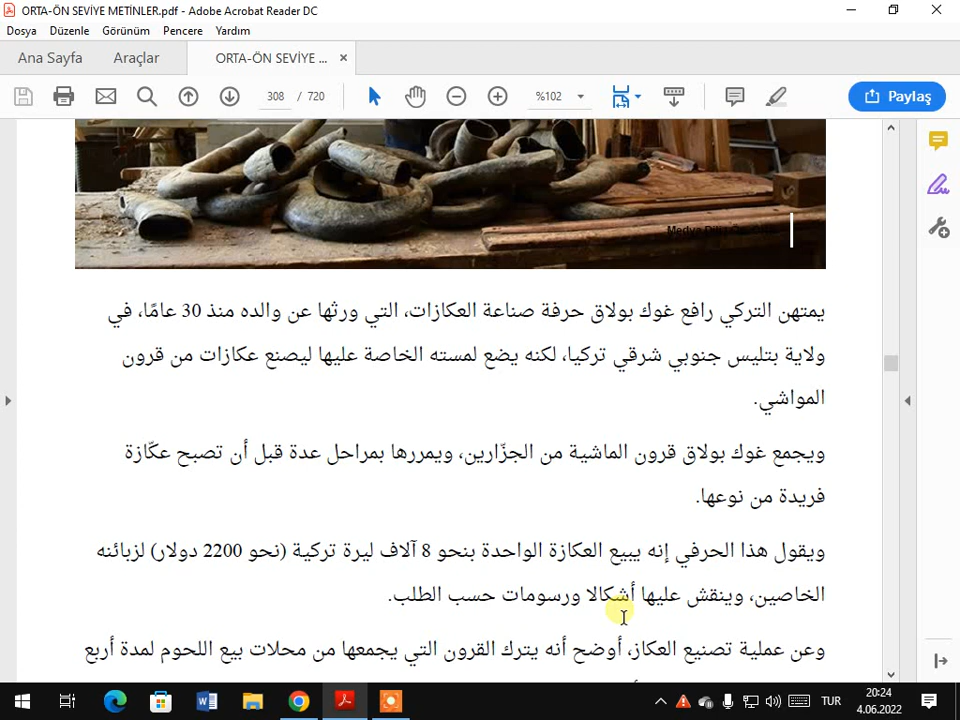 ORTA-ÖN SEVİYE METİNLER.pdf - Adobe Acrobat Reader DC
Dosya Düzenle Görünüm Pencere Yardım
Ana Sayfa Araçlar ORTA-ÖN SEVİYE ... ×
308 / 720 %102 Paylaş
يمتهن التركي رافع غوك بولاق حرفة صناعة العكازات، التي ورثها عن والده منذ 30 عامًا، في
ولاية بتليس جنوبي شرقي تركيا، لكنه يضع لمسته الخاصة عليها ليصنع عكازات من قرون
المواشي.
ويجمع غوك بولاق قرون الماشية من الجزّارين، ويمررها بمراحل عدة قبل أن تصبح عكّازة
فريدة من نوعها.
ويقول هذا الحرفي إنه يبيع العكازة الواحدة بنحو 8 آلاف ليرة تركية (نحو 2200 دولار) لزبائنه
الخاصين، وينقش عليها أشكالا ورسومات حسب الطلب.
وعن عملية تصنيع العكاز، أوضح أنه يترك القرون التي يجمعها من محلات بيع اللحوم لمدة أربع
TUR
20:24
4.06.2022